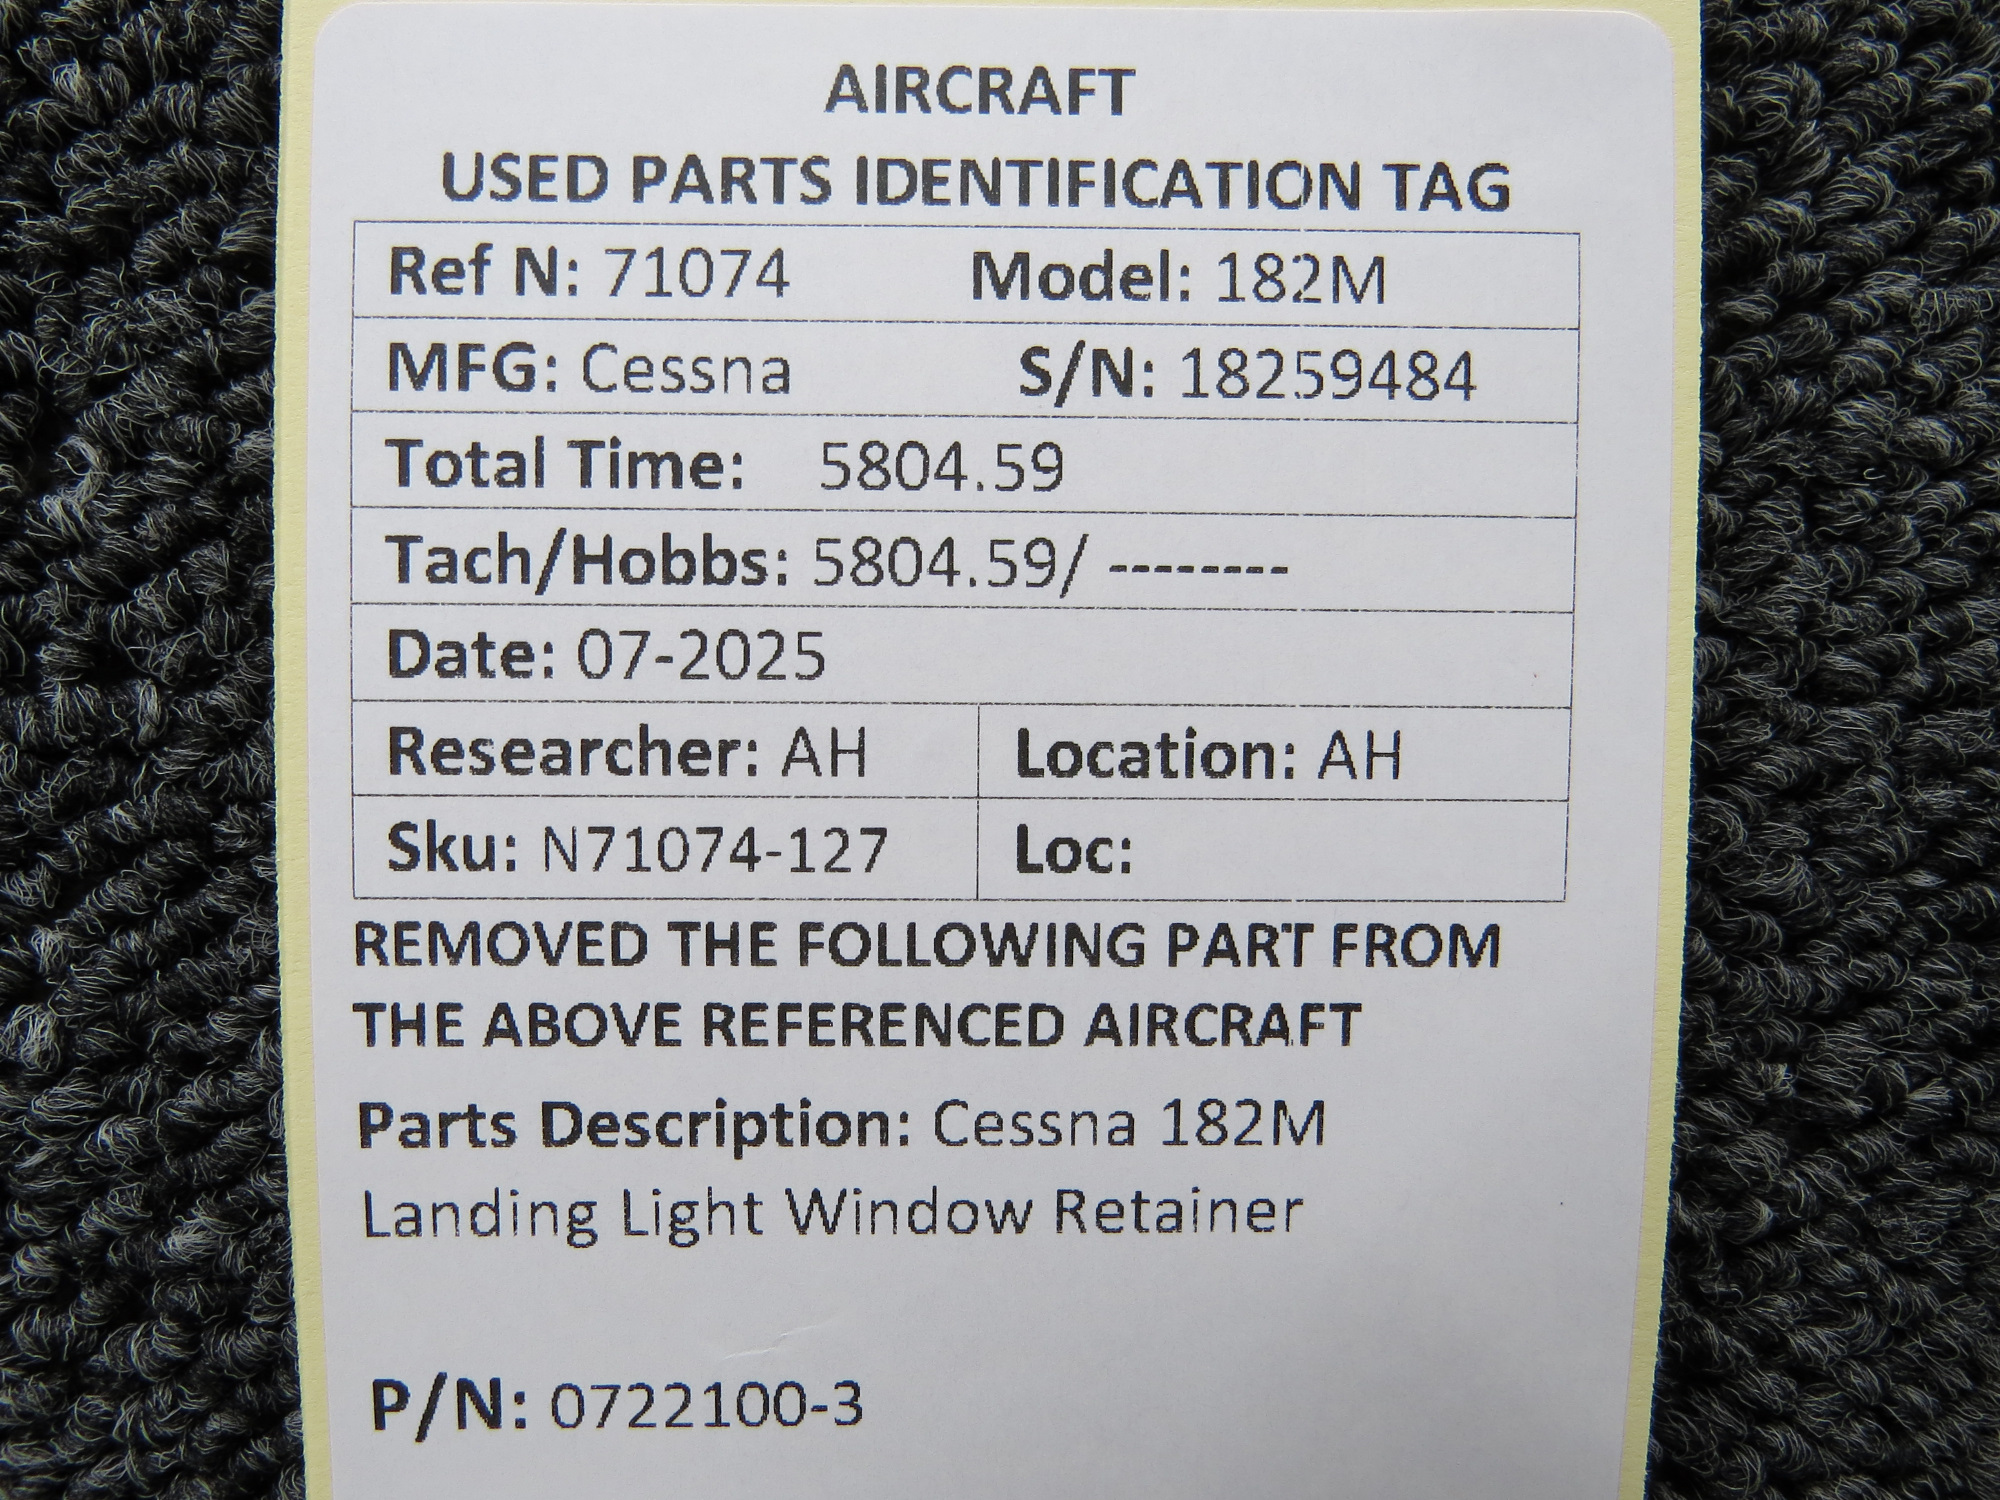 AIRCRAFT
USED PARTS IDENTIFICATION TAG
Ref N: 71074 Model: 182M
MFG: Cessna S/N: 18259484
Total Time: 5804.59
Tach/Hobbs: 5804.59/ --------
Date: 07-2025
Researcher: AH Location: AH
Sku: N71074-127 Loc:
REMOVED THE FOLLOWING PART FROM
THE ABOVE REFERENCED AIRCRAFT
Parts Description: Cessna 182M
Landing Light Window Retainer
P/N: 0722100-3